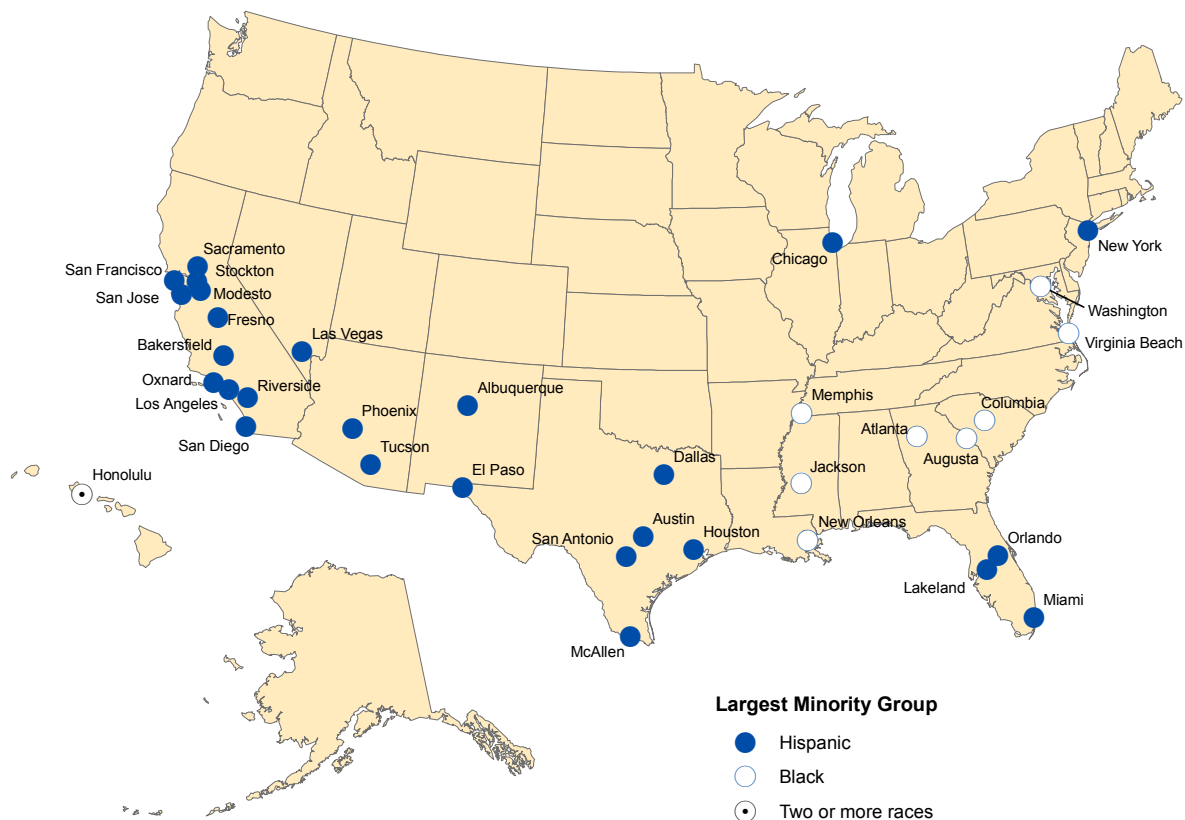 Sacramento
San Francisco
Stockton
San Jose
Modesto
Fresno
Bakersfield
Las Vegas
Oxnard
Riverside
Los Angeles
San Diego
Albuquerque
Phoenix
Tucson
El Paso
Dallas
Austin
San Antonio
Houston
McAllen
Honolulu
Chicago
New York
Washington
Virginia Beach
Memphis
Columbia
Atlanta
Augusta
Jackson
New Orleans
Orlando
Lakeland
Miami
Largest Minority Group
Hispanic
Black
Two or more races